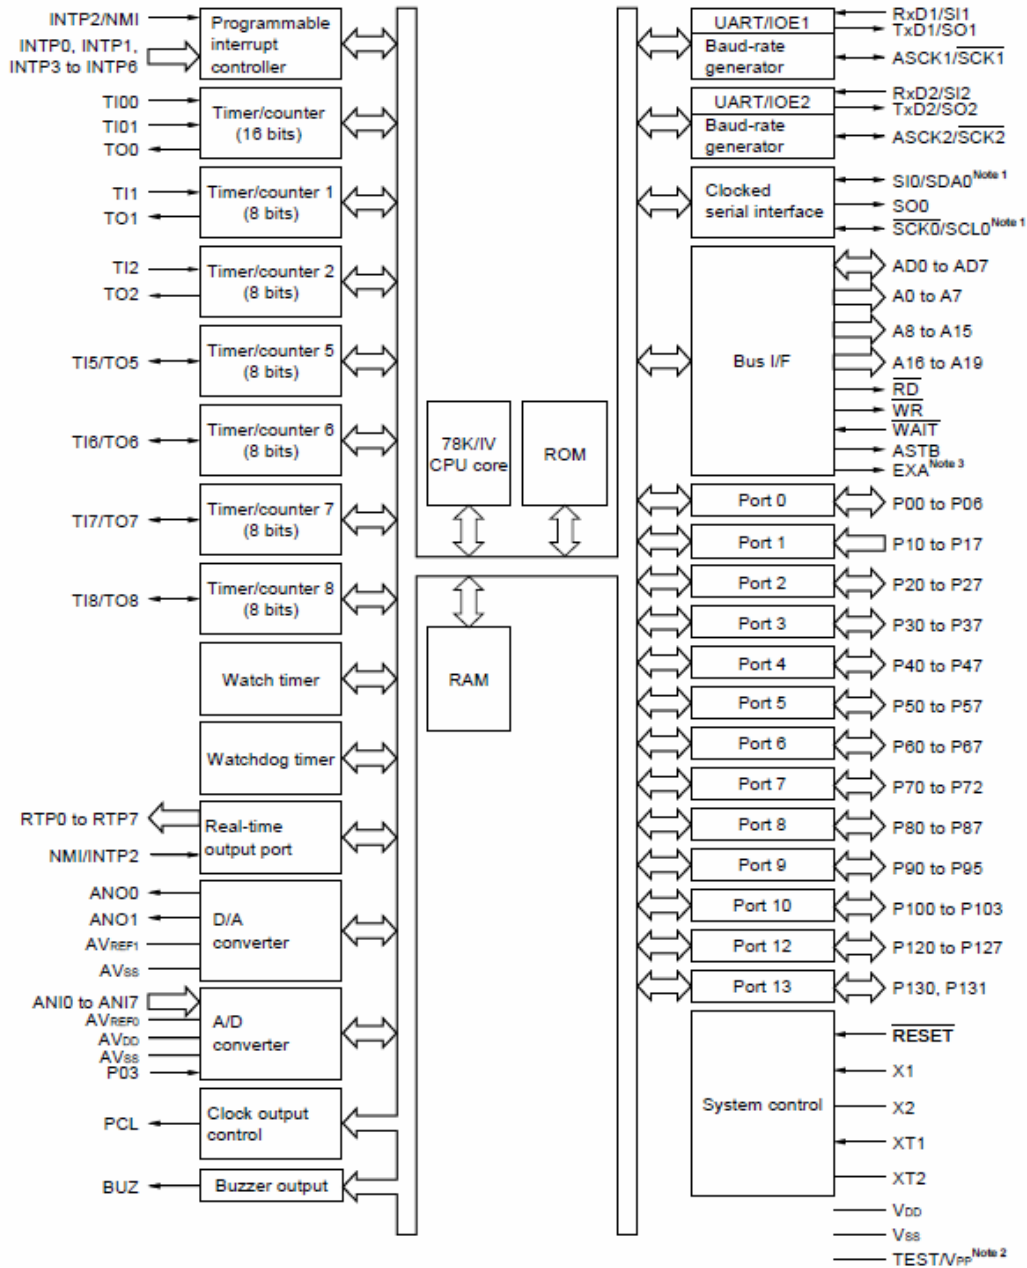 INTP2/NMI
INTP0, INTP1,
INTP3 to INTP6
Programmable
interrupt
controller
TI00
TI01
TO0
Timer/counter
(16 bits)
TI1
TO1
Timer/counter 1
(8 bits)
TI2
TO2
Timer/counter 2
(8 bits)
TI5/TO5
Timer/counter 5
(8 bits)
TI6/TO6
Timer/counter 6
(8 bits)
TI7/TO7
Timer/counter 7
(8 bits)
TI8/TO8
Timer/counter 8
(8 bits)
Watch timer
Watchdog timer
RTP0 to RTP7
NMI/INTP2
Real-time
output port
ANO0
ANO1
AVREF1
AVSS
D/A
converter
ANI0 to ANI7
AVREF0
AVDD
AVSS
P03
A/D
converter
PCL
Clock output
control
BUZ
Buzzer output
78K/IV
CPU core
ROM
RAM
UART/IOE1
Baud-rate
generator
RxD1/SI1
TxD1/SO1
ASCK1/SCK1
UART/IOE2
Baud-rate
generator
RxD2/SI2
TxD2/SO2
ASCK2/SCK2
Clocked
serial interface
SI0/SDA0 Note 1
SO0
SCK0/SCL0 Note 1
Bus I/F
AD0 to AD7
A0 to A7
A8 to A15
A16 to A19
RD
WR
WAIT
ASTB
EXA Note 3
Port 0
P00 to P06
Port 1
P10 to P17
Port 2
P20 to P27
Port 3
P30 to P37
Port 4
P40 to P47
Port 5
P50 to P57
Port 6
P60 to P67
Port 7
P70 to P72
Port 8
P80 to P87
Port 9
P90 to P95
Port 10
P100 to P103
Port 12
P120 to P127
Port 13
P130, P131
System control
RESET
X1
X2
XT1
XT2
VDD
VSS
TEST/VPP Note 2